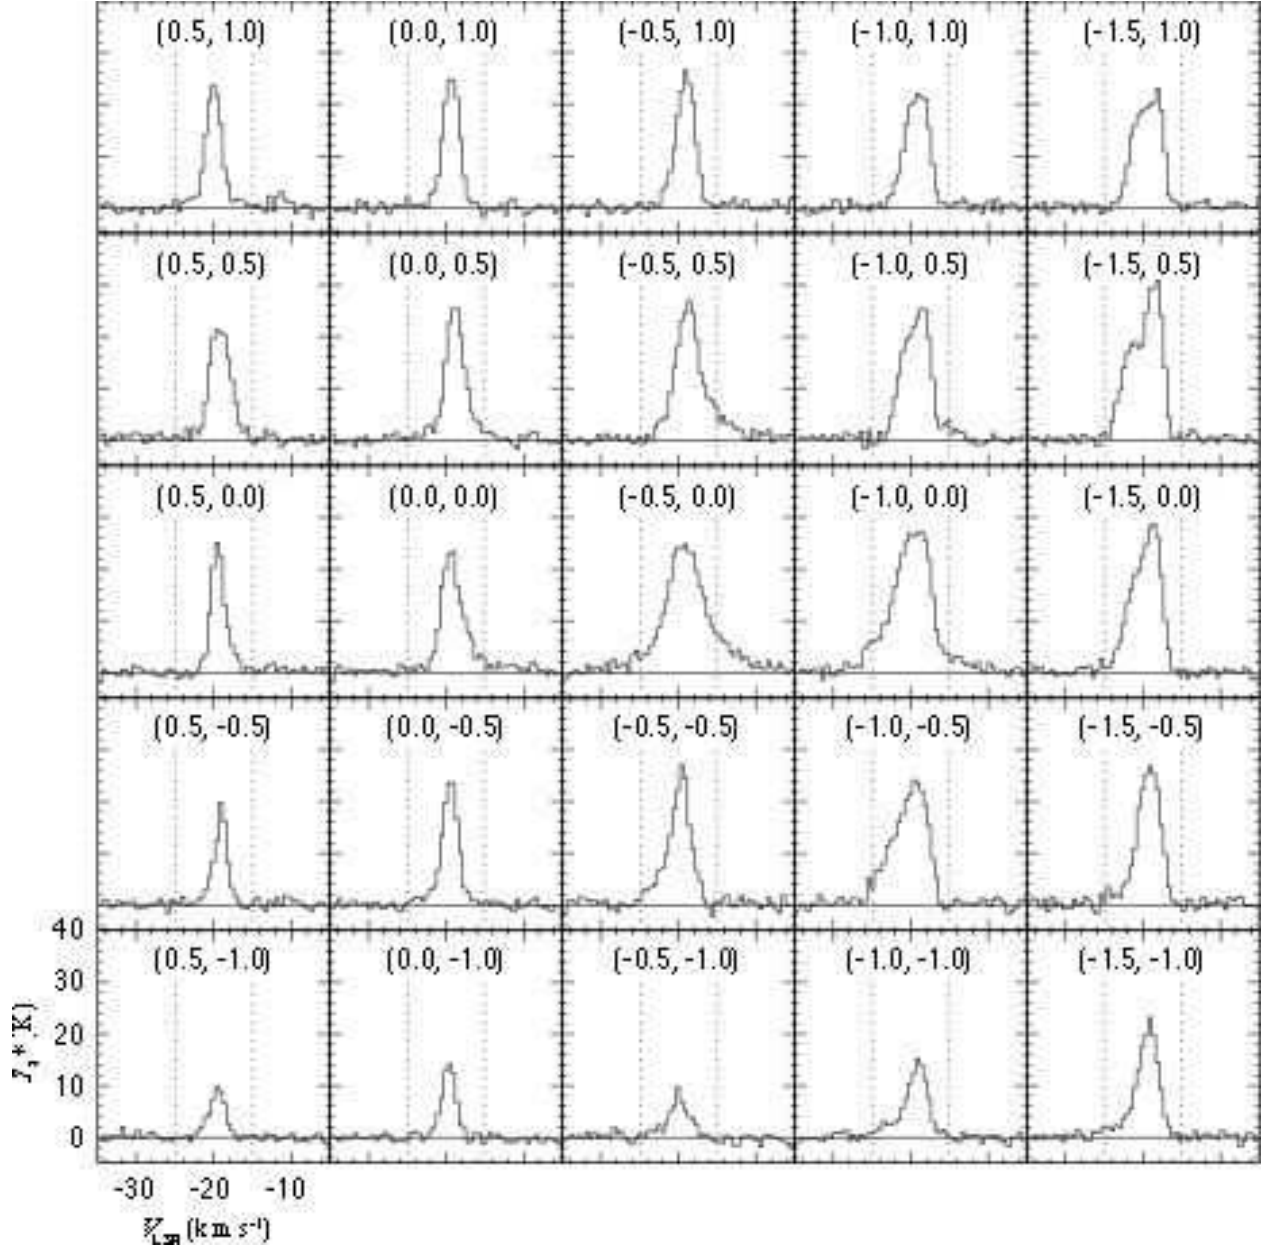 (0.5, 1.0) (0.0, 1.0) (-0.5, 1.0) (-1.0, 1.0) (-1.5, 1.0)
(0.5, 0.5) (0.0, 0.5) (-0.5, 0.5) (-1.0, 0.5) (-1.5, 0.5)
(0.5, 0.0) (0.0, 0.0) (-0.5, 0.0) (-1.0, 0.0) (-1.5, 0.0)
(0.5, -0.5) (0.0, -0.5) (-0.5, -0.5) (-1.0, -0.5) (-1.5, -0.5)
40
(0.5, -1.0) (0.0, -1.0) (-0.5, -1.0) (-1.0, -1.0) (-1.5, -1.0)
30
20
10
0
(K)
-30 -20 -10
V_LSR (km s⁻¹)